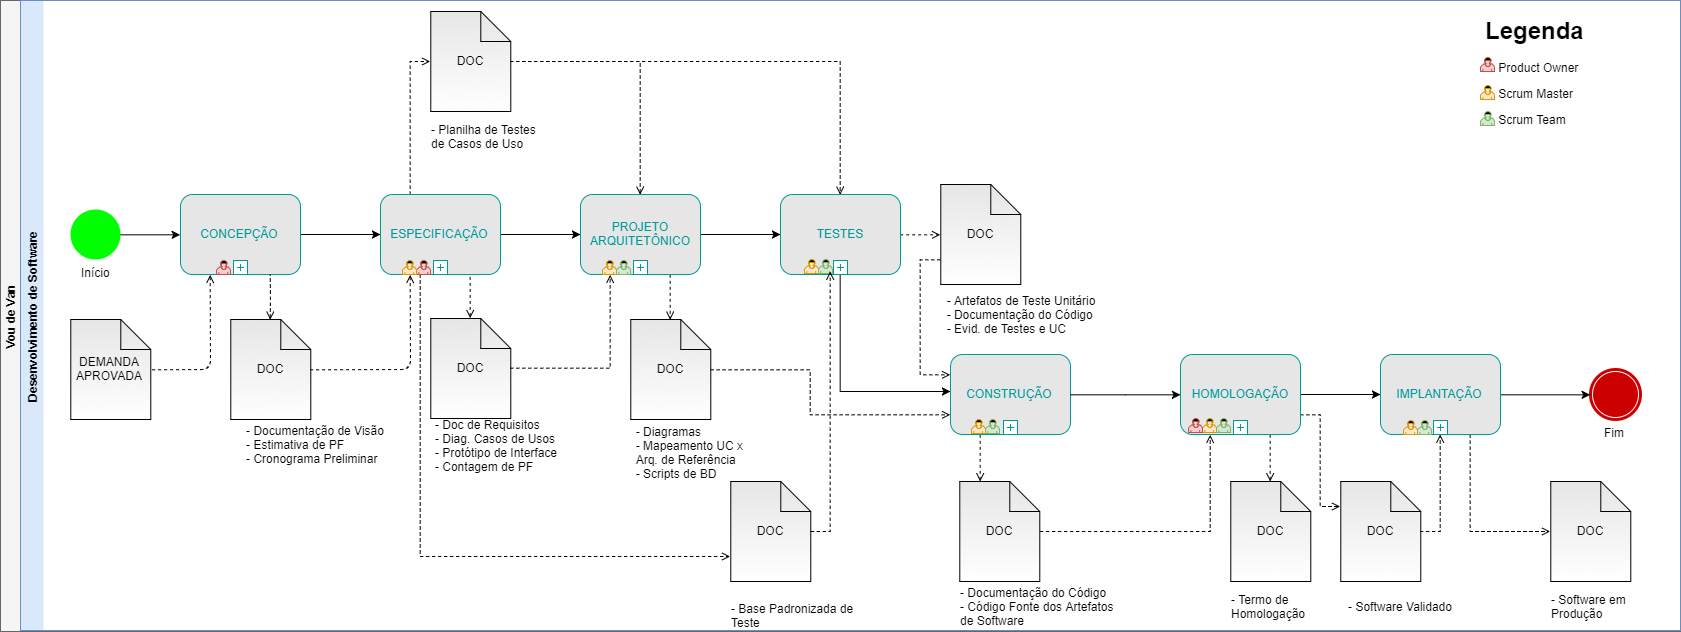 Vou de Van
Desenvolvimento de Software
Legenda
Product Owner
Scrum Master
Scrum Team
DOC
- Planilha de Testes
de Casos de Uso
Início
CONCEPÇÃO
ESPECIFICAÇÃO
PROJETO
ARQUITETÔNICO
TESTES
DOC
- Artefatos de Teste Unitário
- Documentação do Código
- Evid. de Testes e UC
DEMANDA
APROVADA
DOC
- Documentação de Visão
- Estimativa de PF
- Cronograma Preliminar
DOC
- Doc de Requisitos
- Diag. Casos de Usos
- Protótipo de Interface
- Contagem de PF
DOC
- Diagramas
- Mapeamento UC x
Arq. de Referência
- Scripts de BD
CONSTRUÇÃO
HOMOLOGAÇÃO
IMPLANTAÇÃO
Fim
DOC
- Base Padronizada de
Teste
DOC
- Documentação do Código
- Código Fonte dos Artefatos
de Software
DOC
- Termo de
Homologação
DOC
- Software Validado
DOC
- Software em
Produção